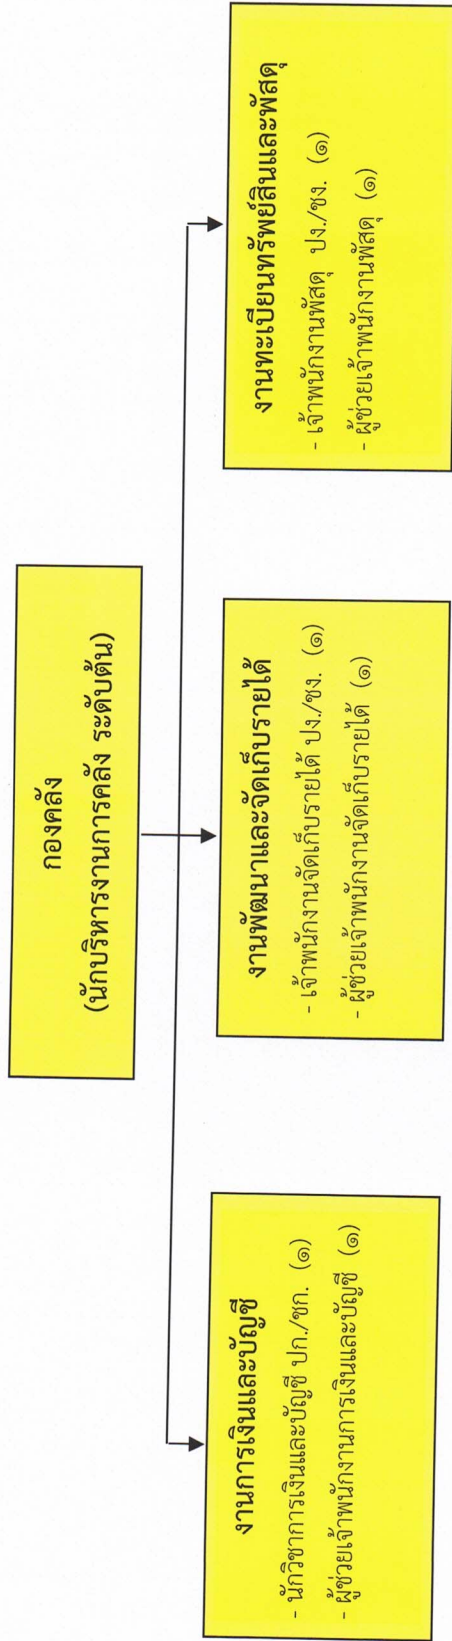 กองคลัง
(นักบริหารงานการคลัง ระดับต้น)
งานการเงินและบัญชี
- นักวิชาการเงินและบัญชี ปก./ชก. (๑)
- ผู้ช่วยเจ้าพนักงานการเงินและบัญชี (๑)
งานพัฒนาและจัดเก็บรายได้
- เจ้าพนักงานจัดเก็บรายได้ ปง./ชง. (๑)
- ผู้ช่วยเจ้าพนักงานจัดเก็บรายได้ (๑)
งานทะเบียนทรัพย์สินและพัสดุ
- เจ้าพนักงานพัสดุ ปง./ชง. (๑)
- ผู้ช่วยเจ้าพนักงานพัสดุ (๑)